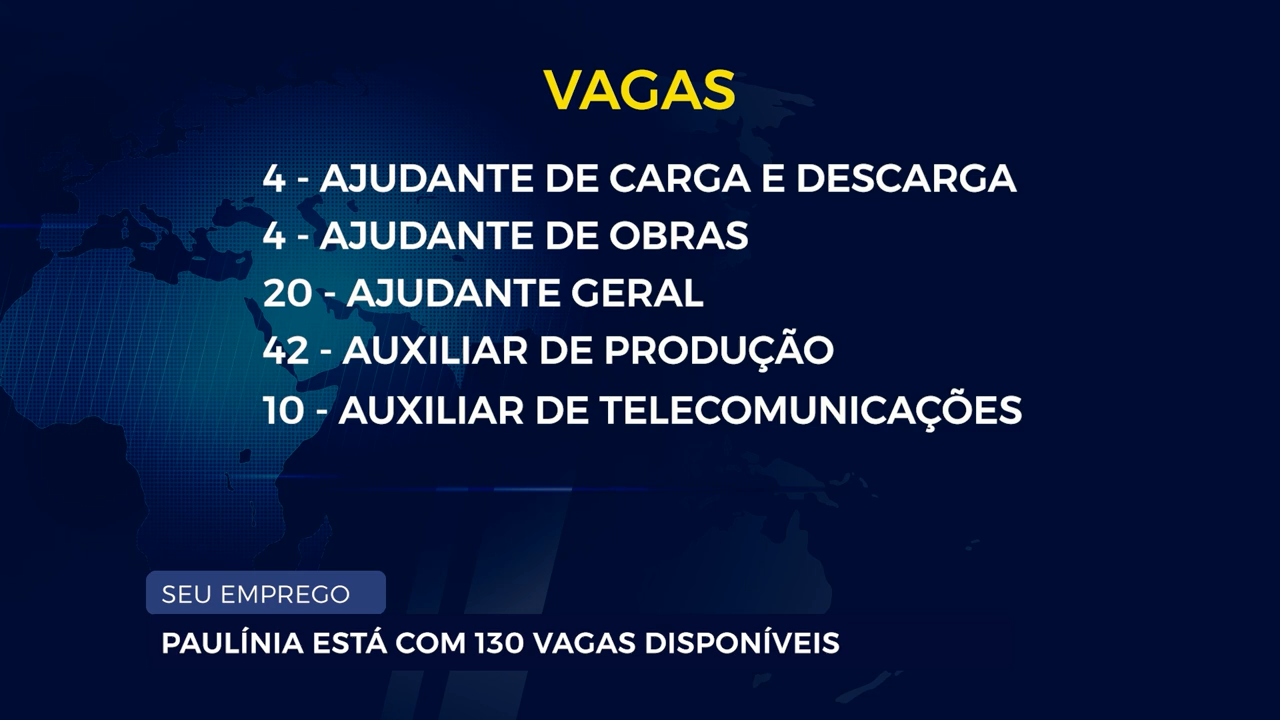 VAGAS
4 - AJUDANTE DE CARGA E DESCARGA
4 - AJUDANTE DE OBRAS
20 - AJUDANTE GERAL
42 - AUXILIAR DE PRODUÇÃO
10 - AUXILIAR DE TELECOMUNICAÇÕES
SEU EMPREGO
PAULÍNIA ESTÁ COM 130 VAGAS DISPONÍVEIS